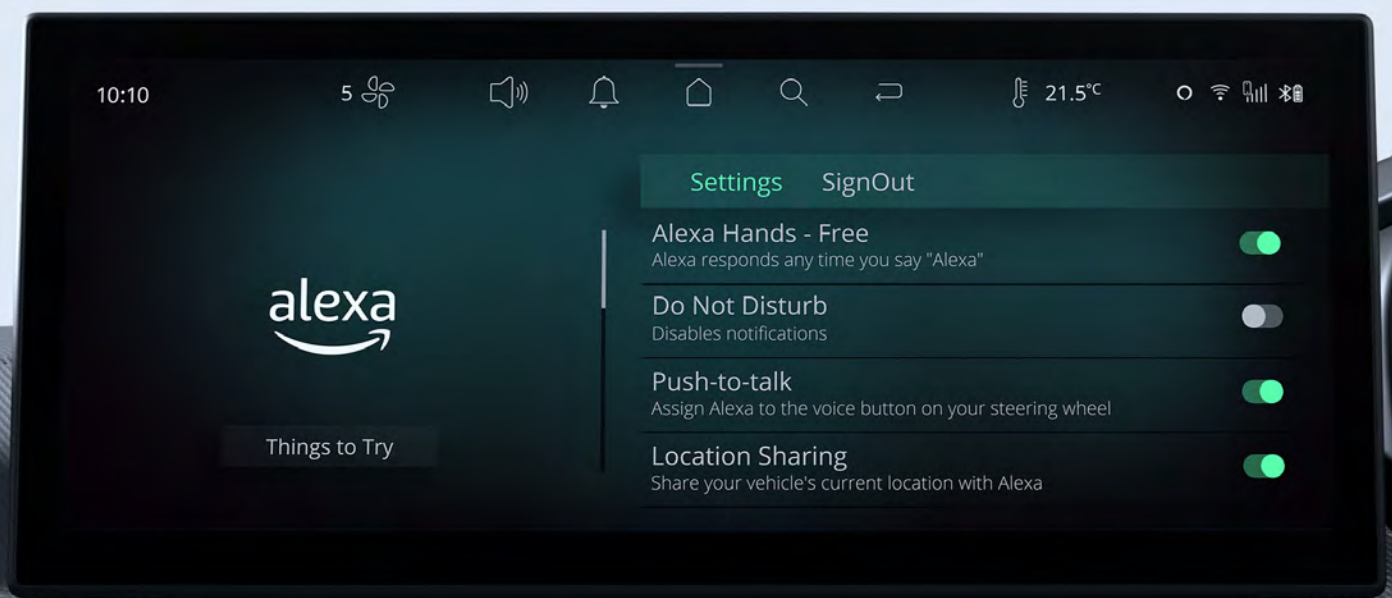 10:10
5
21.5°C
Settings SignOut
Alexa Hands - Free
Alexa responds any time you say "Alexa"
Do Not Disturb
Disables notifications
alexa
Push-to-talk
Assign Alexa to the voice button on your steering wheel
Things to Try
Location Sharing
Share your vehicle's current location with Alexa